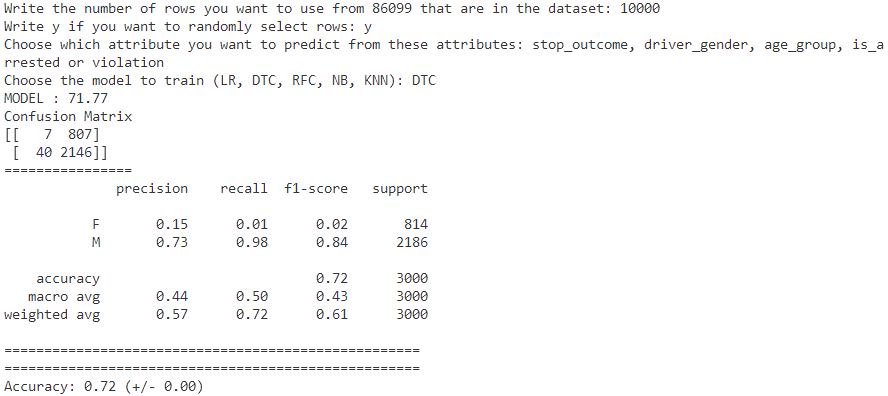 Write the number of rows you want to use from 86099 that are in the dataset: 10000
Write y if you want to randomly select rows: y
Choose which attribute you want to predict from these attributes: stop_outcome, driver_gender, age_group, is_a
rrested or violation
Choose the model to train (LR, DTC, RFC, NB, KNN): DTC
MODEL : 71.77
Confusion Matrix
[[   7  807]
 [  40 2146]]
================
              precision    recall  f1-score   support

           F       0.15      0.01      0.02       814
           M       0.73      0.98      0.84      2186

    accuracy                           0.72      3000
   macro avg       0.44      0.50      0.43      3000
weighted avg       0.57      0.72      0.61      3000

====================================================
====================================================
Accuracy: 0.72 (+/- 0.00)